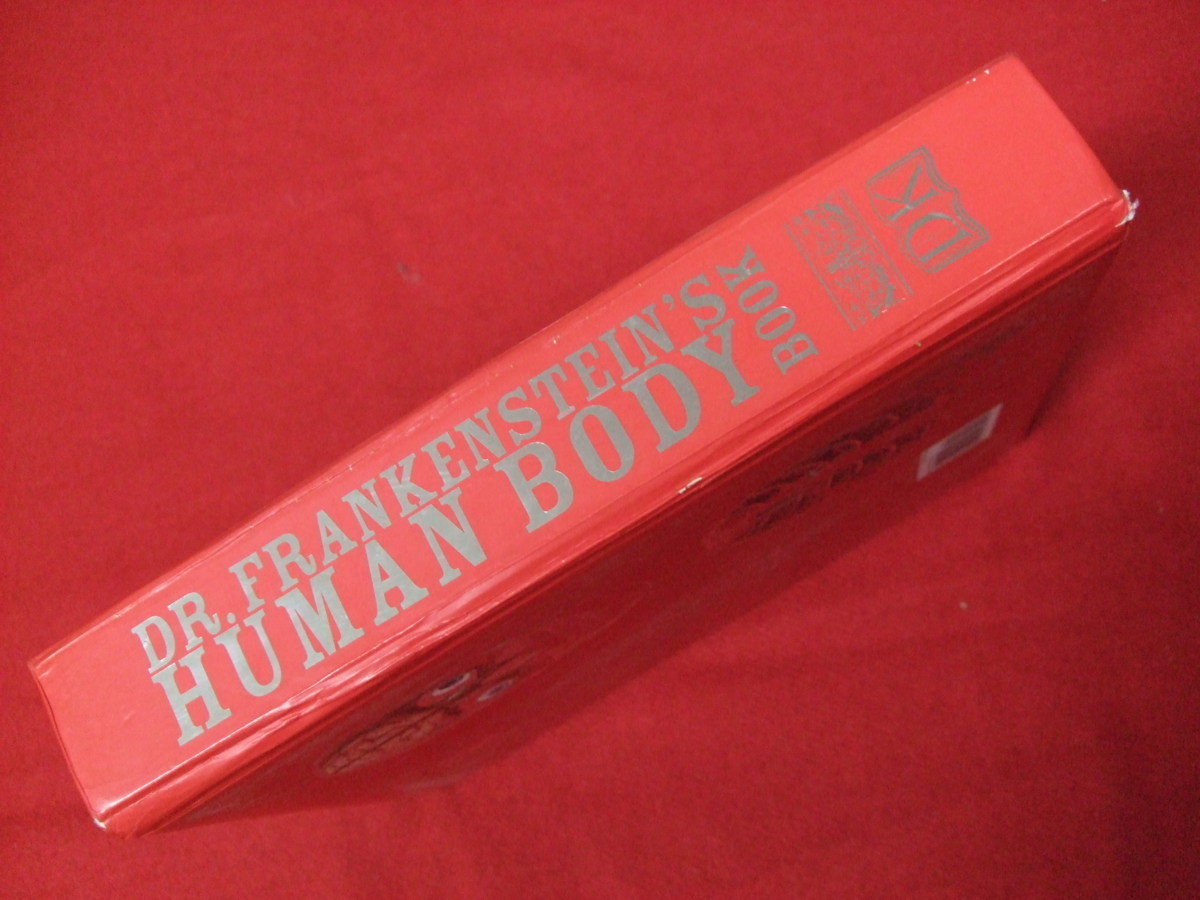 DR. FRANKENSTEIN'S
HUMAN BODY
BOOK
DK